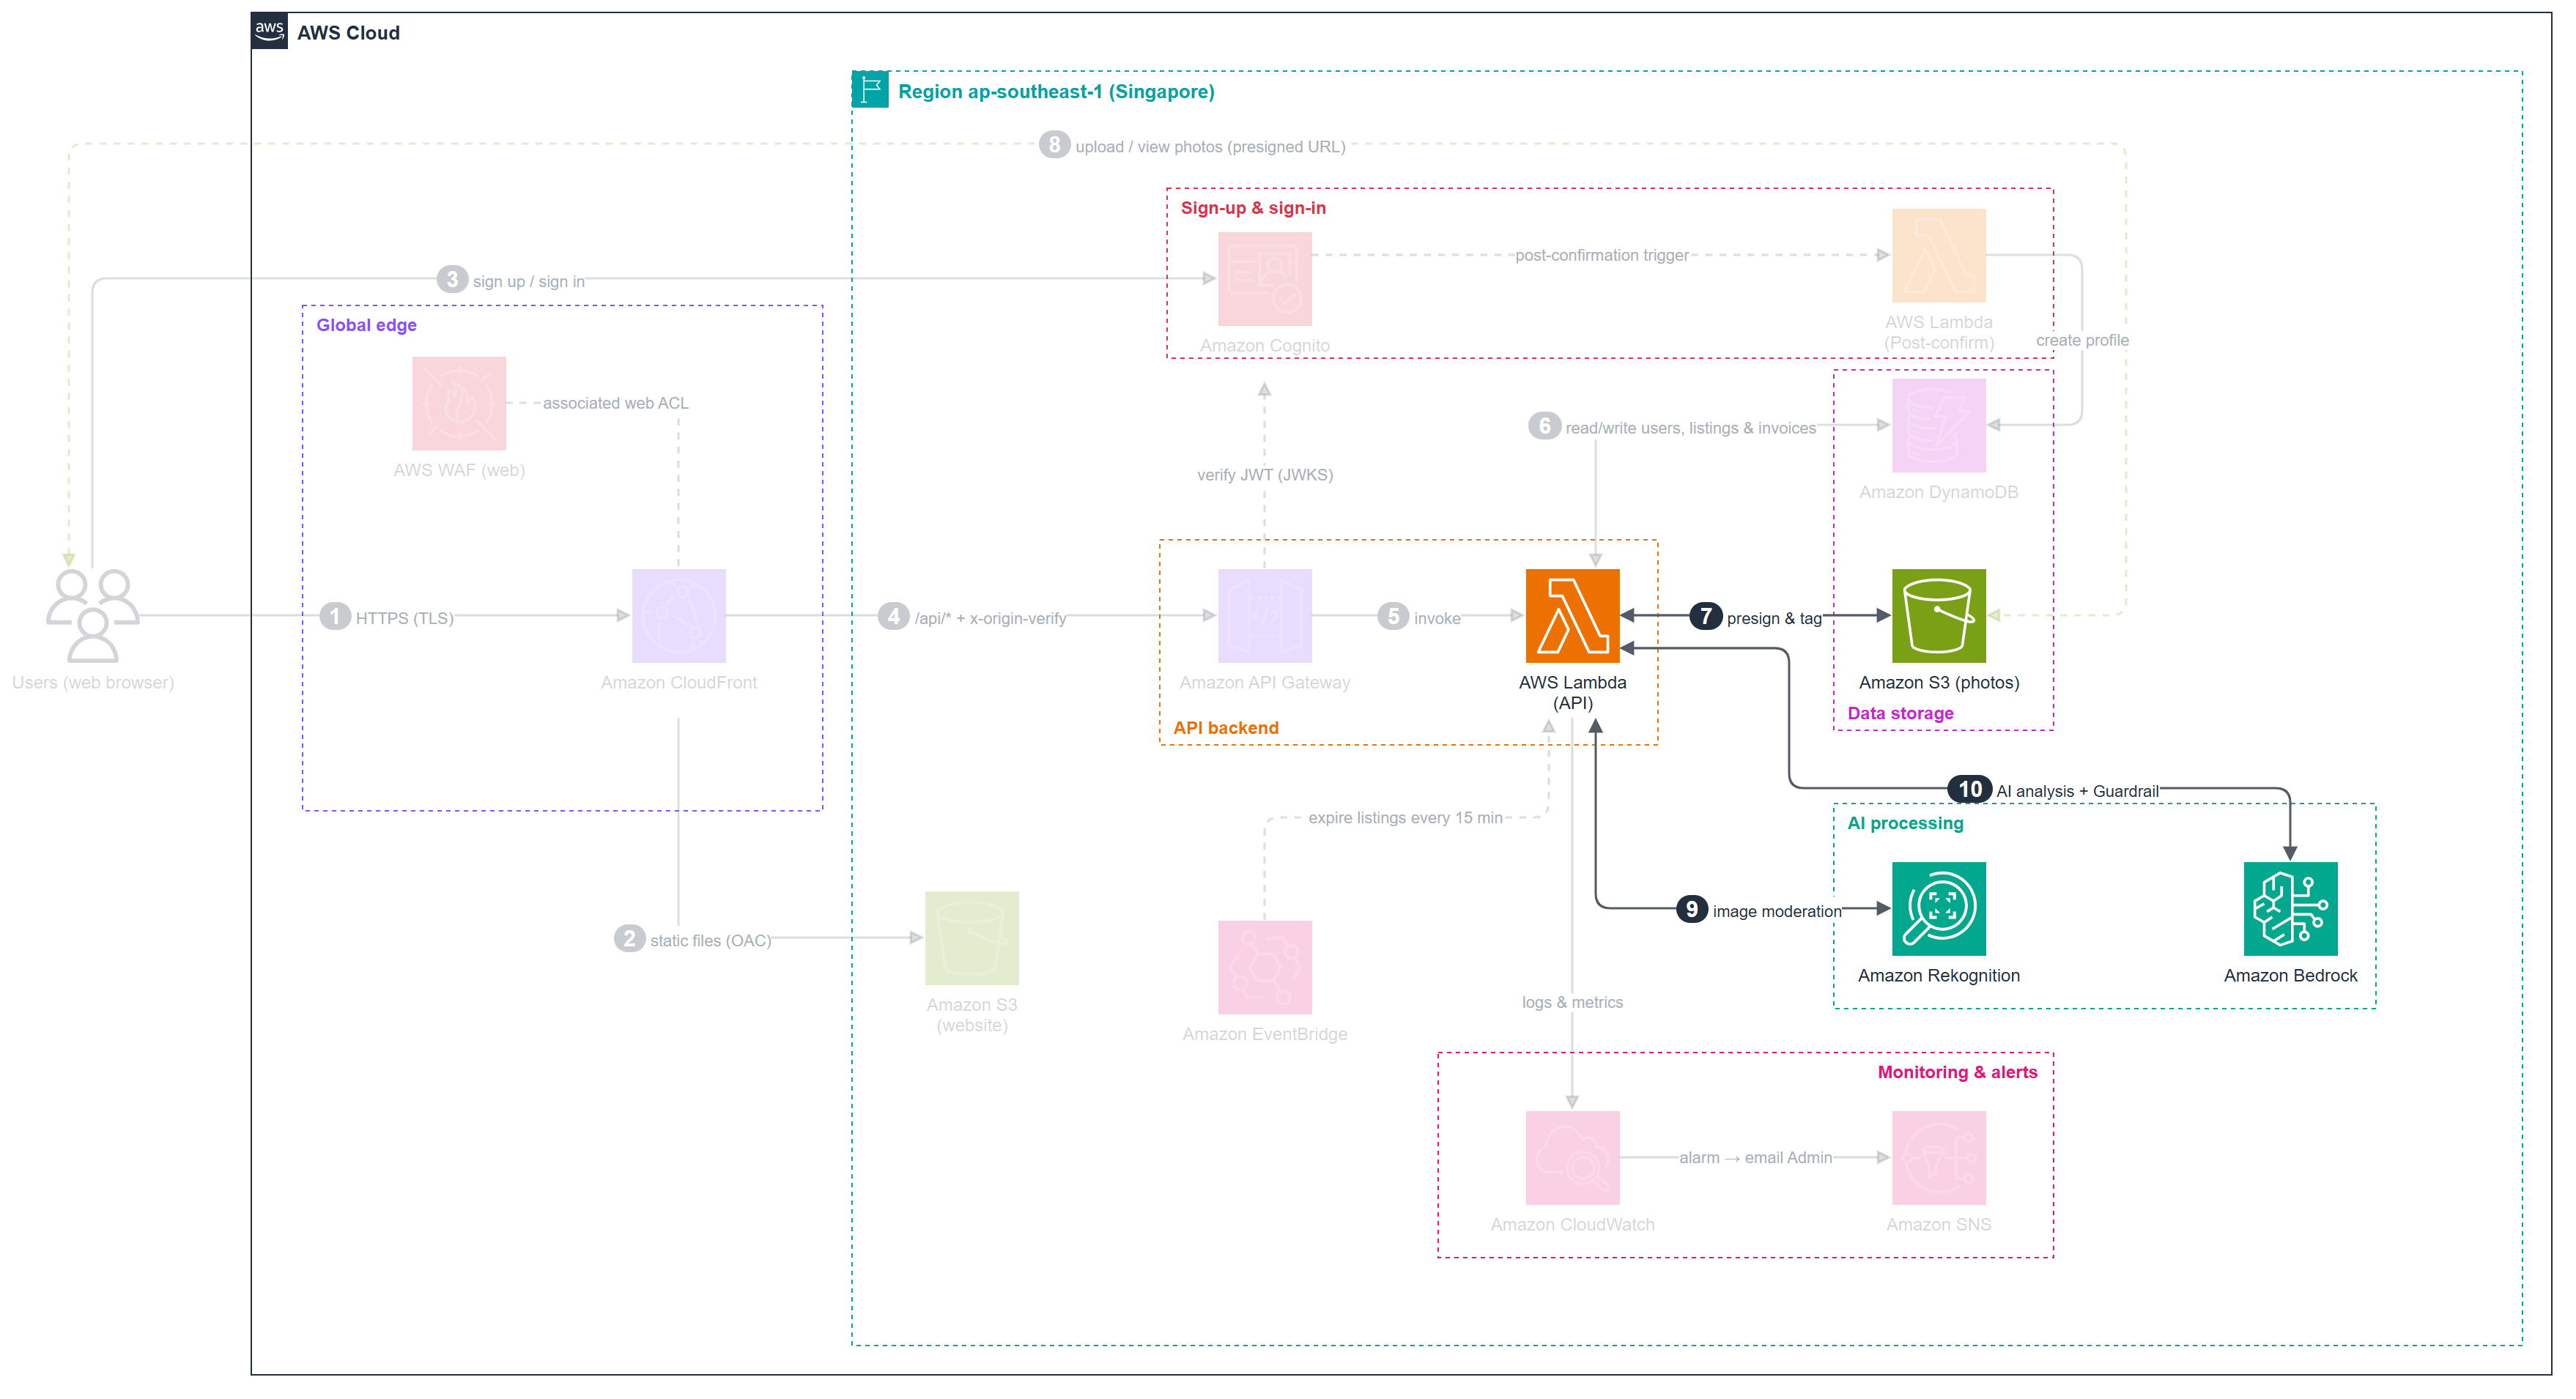 aws
AWS Cloud
Region ap-southeast-1 (Singapore)
8 upload / view photos (presigned URL)
Sign-up & sign-in
post-confirmation trigger
3 sign up / sign in
Amazon Cognito
AWS Lambda
(Post-confirm)
create profile
Global edge
associated web ACL
AWS WAF (web)
6 read/write users, listings & invoices
verify JWT (JWKS)
Amazon DynamoDB
1 HTTPS (TLS)
4 /api/* + x-origin-verify
5 invoke
7 presign & tag
Users (web browser)
Amazon CloudFront
Amazon API Gateway
AWS Lambda
(API)
Amazon S3 (photos)
Data storage
API backend
10 AI analysis + Guardrail
expire listings every 15 min
AI processing
9 image moderation
2 static files (OAC)
Amazon Rekognition
Amazon Bedrock
Amazon S3
(website)
logs & metrics
Amazon EventBridge
Monitoring & alerts
alarm → email Admin
Amazon CloudWatch
Amazon SNS